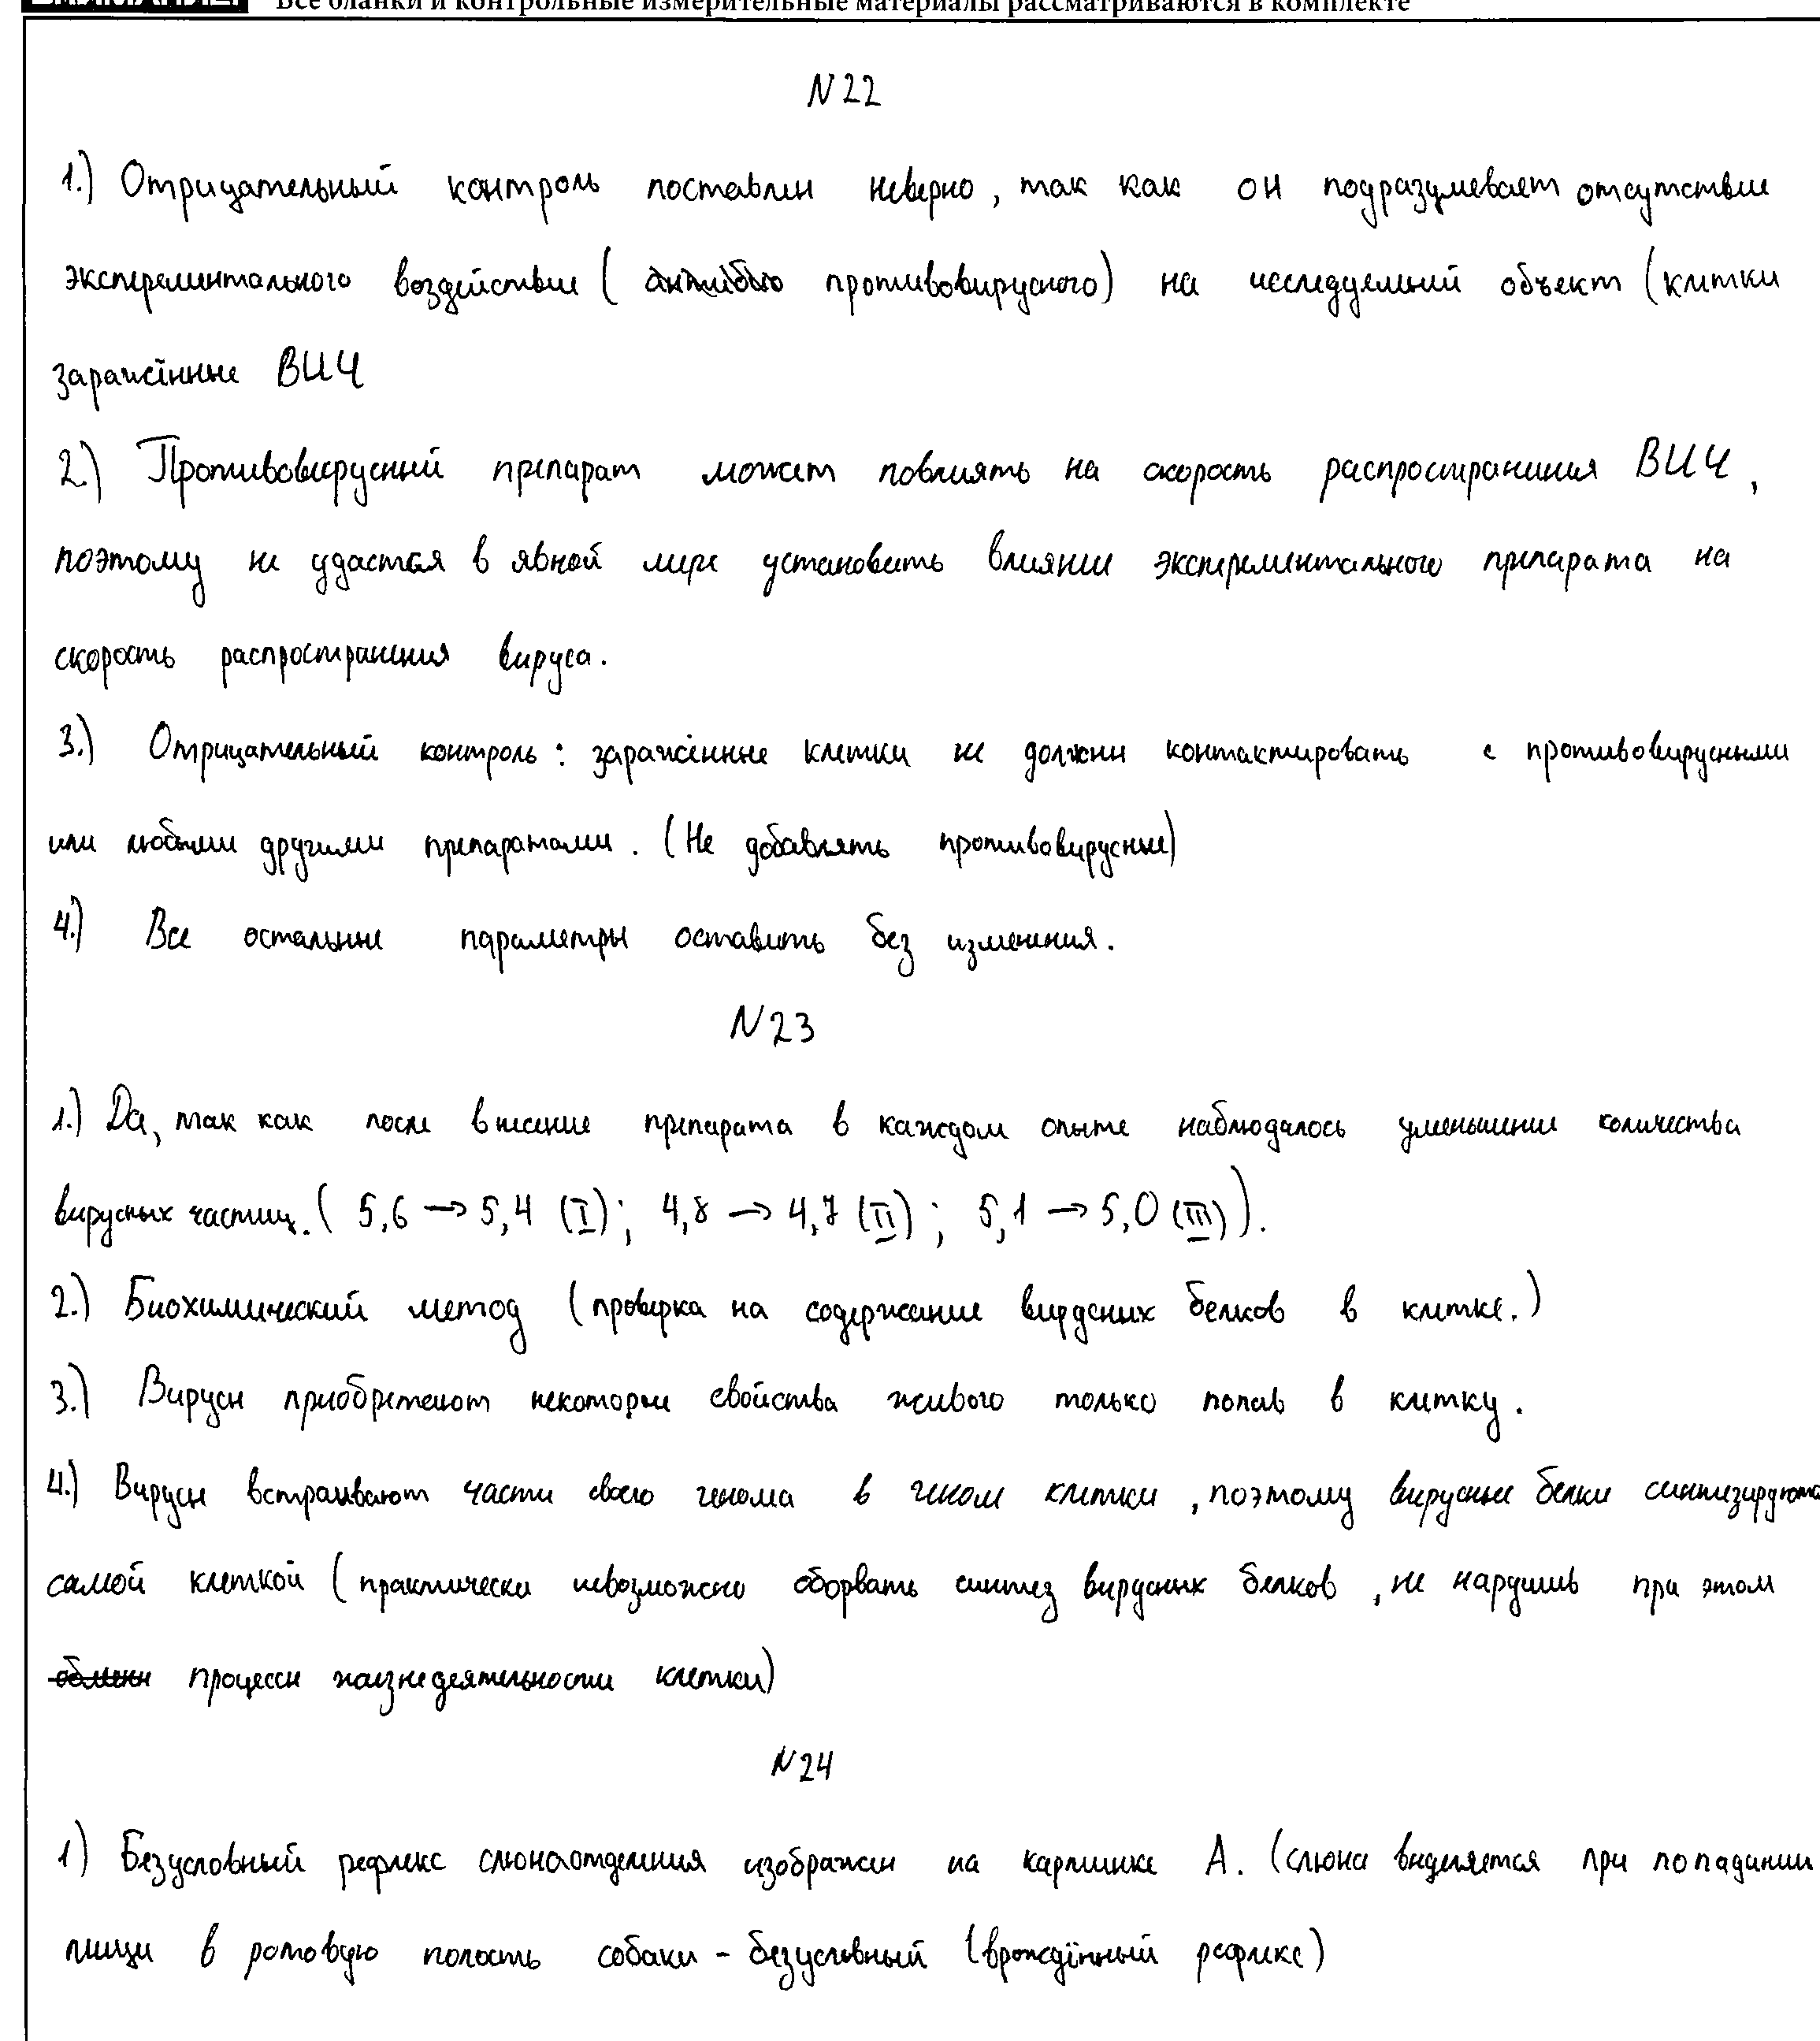 Все бланки и контрольные измерительные материалы рассматриваются в комплекте
N22
1.) Отрицательный контроль поставлен неверно, так как он подразумевает отсутствие
экспериментального воздействие ( противовирусного) на исследуемый объект (клетки
заражённые ВИЧ
2.) Противовирусный препарат может повлиять на скорость распространения ВИЧ,
поэтому не удастся в явной мере установить влияние экспериментального препарата на
скорость распространения вируса.
3.) Отрицательный контроль: заражённые клетки не должны контактировать с противовирусными
или любыми другими препаратами. (Не добавлять противовирусные)
4.) Все остальные параметры оставить без изменения.
N23
1.) Да, так как после внесение препарата в каждом опыте наблюдалось уменьшение количества
вирусных частиц. ( 5,6 → 5,4 (I); 4,8 → 4,7 (II); 5,1 → 5,0 (III)).
2.) Биохимический метод (проверка на содержание вирусных белков в клетке.)
3.) Вирусы приобретают некоторые свойства живого только попав в клетку.
4.) Вирусы встраивают части своего генома в геном клетки, поэтому вирусные белки синтезируются
самой клеткой (практически невозможно оборвать синтез вирусных белков, не нарушив при этом
обмены процессы жизнедеятельности клетки)
N24
1) Безусловный рефлекс слюноотделения изображен на картинке А. (слюна выделяется при попадании
пищи в ротовую полость собаки - безусловный (врождённый рефлекс)